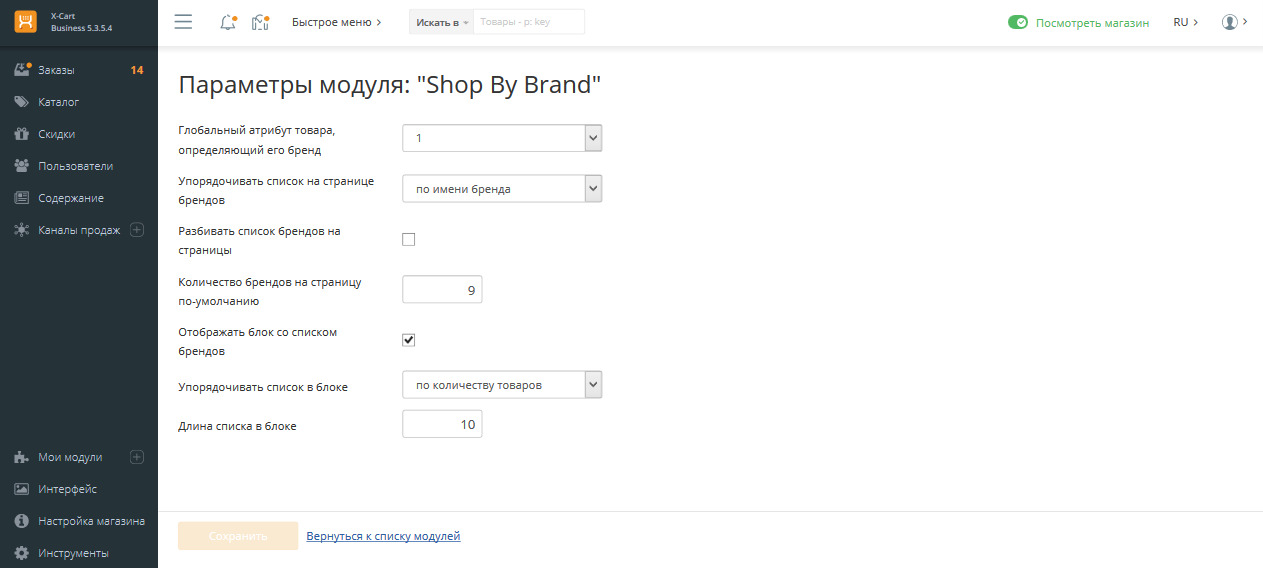 X-Cart
Business 5.3.5.4
Быстрое меню
Искать в
Товары - p: key
Посмотреть магазин
RU
Заказы 14
Каталог
Скидки
Пользователи
Содержание
Каналы продаж
Мои модули
Интерфейс
Настройка магазина
Инструменты
Параметры модуля: "Shop By Brand"
Глобальный атрибут товара,
определяющий его бренд
1
Упорядочивать список на странице
брендов
по имени бренда
Разбивать список брендов на
страницы
Количество брендов на страницу
по-умолчанию
9
Отображать блок со списком
брендов
Упорядочивать список в блоке
по количеству товаров
Длина списка в блоке
10
Сохранить
Вернуться к списку модулей